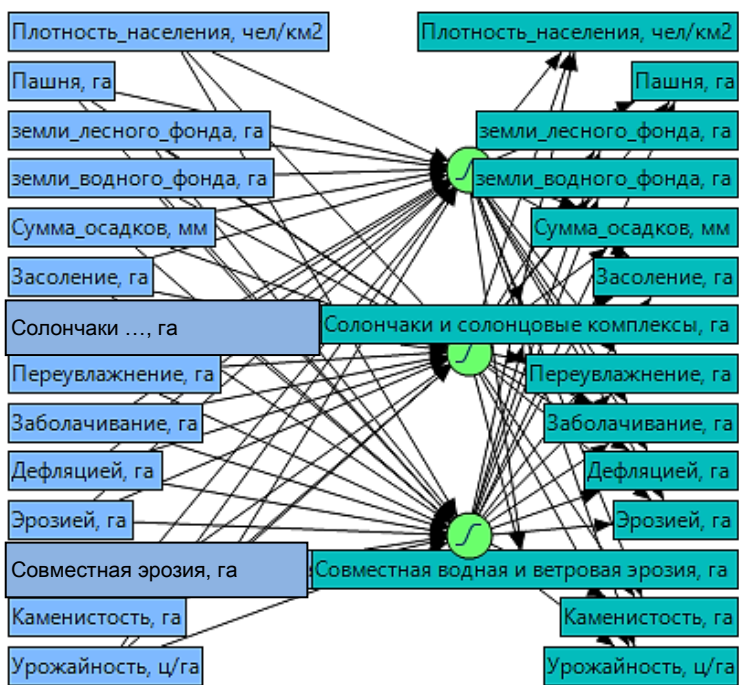 Плотность_населения, чел/км2
Плотность_населения, чел/км2
Пашня, га
Пашня, га
земли_лесного_фонда, га
земли_лесного_фонда, га
земли_водного_фонда, га
земли_водного_фонда, га
Сумма_осадков, мм
Сумма_осадков, мм
Засоление, га
Засоление, га
Солончаки …, га
Солончаки и солонцовые комплексы, га
Переувлажнение, га
Переувлажнение, га
Заболачивание, га
Заболачивание, га
Дефляцией, га
Дефляцией, га
Эрозией, га
Эрозией, га
Совместная эрозия, га
Совместная водная и ветровая эрозия, га
Каменистость, га
Каменистость, га
Урожайность, ц/га
Урожайность, ц/га